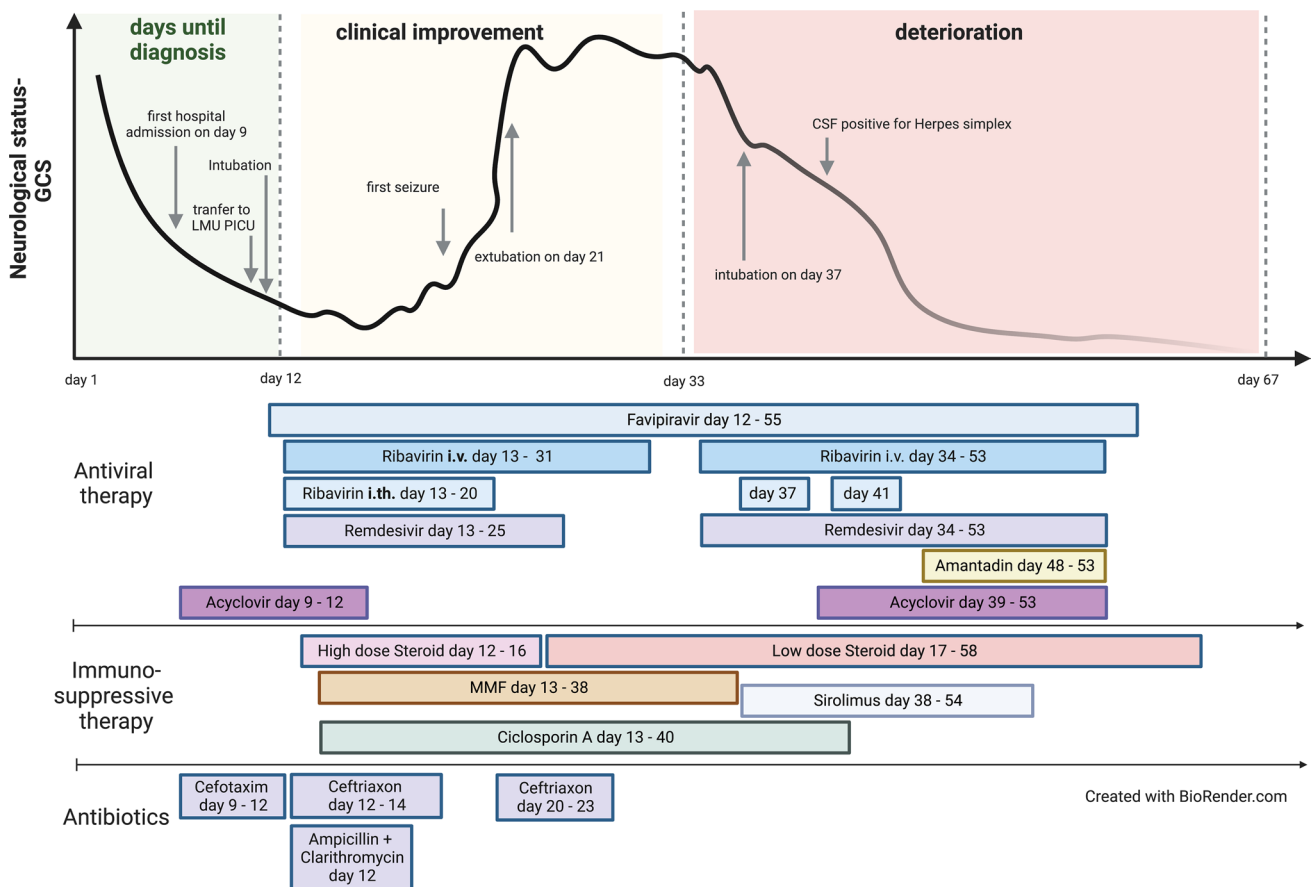 days until
diagnosis
clinical improvement
deterioration
Neurological status-
GCS
first hospital
admission on day 9
Intubation
tranfer to
LMU PICU
first seizure
extubation on day 21
CSF positive for Herpes simplex
intubation on day 37
day 1
day 12
day 33
day 67
Antiviral
therapy
Favipiravir day 12 - 55
Ribavirin i.v. day 13 - 31
Ribavirin i.v. day 34 - 53
Ribavirin i.th. day 13 - 20
day 37
day 41
Remdesivir day 13 - 25
Remdesivir day 34 - 53
Amantadin day 48 - 53
Acyclovir day 9 - 12
Acyclovir day 39 - 53
Immuno-
suppressive
therapy
High dose Steroid day 12 - 16
Low dose Steroid day 17 - 58
MMF day 13 - 38
Sirolimus day 38 - 54
Ciclosporin A day 13 - 40
Antibiotics
Cefotaxim
day 9 - 12
Ceftriaxon
day 12 - 14
Ceftriaxon
day 20 - 23
Ampicillin +
Clarithromycin
day 12
Created with BioRender.com